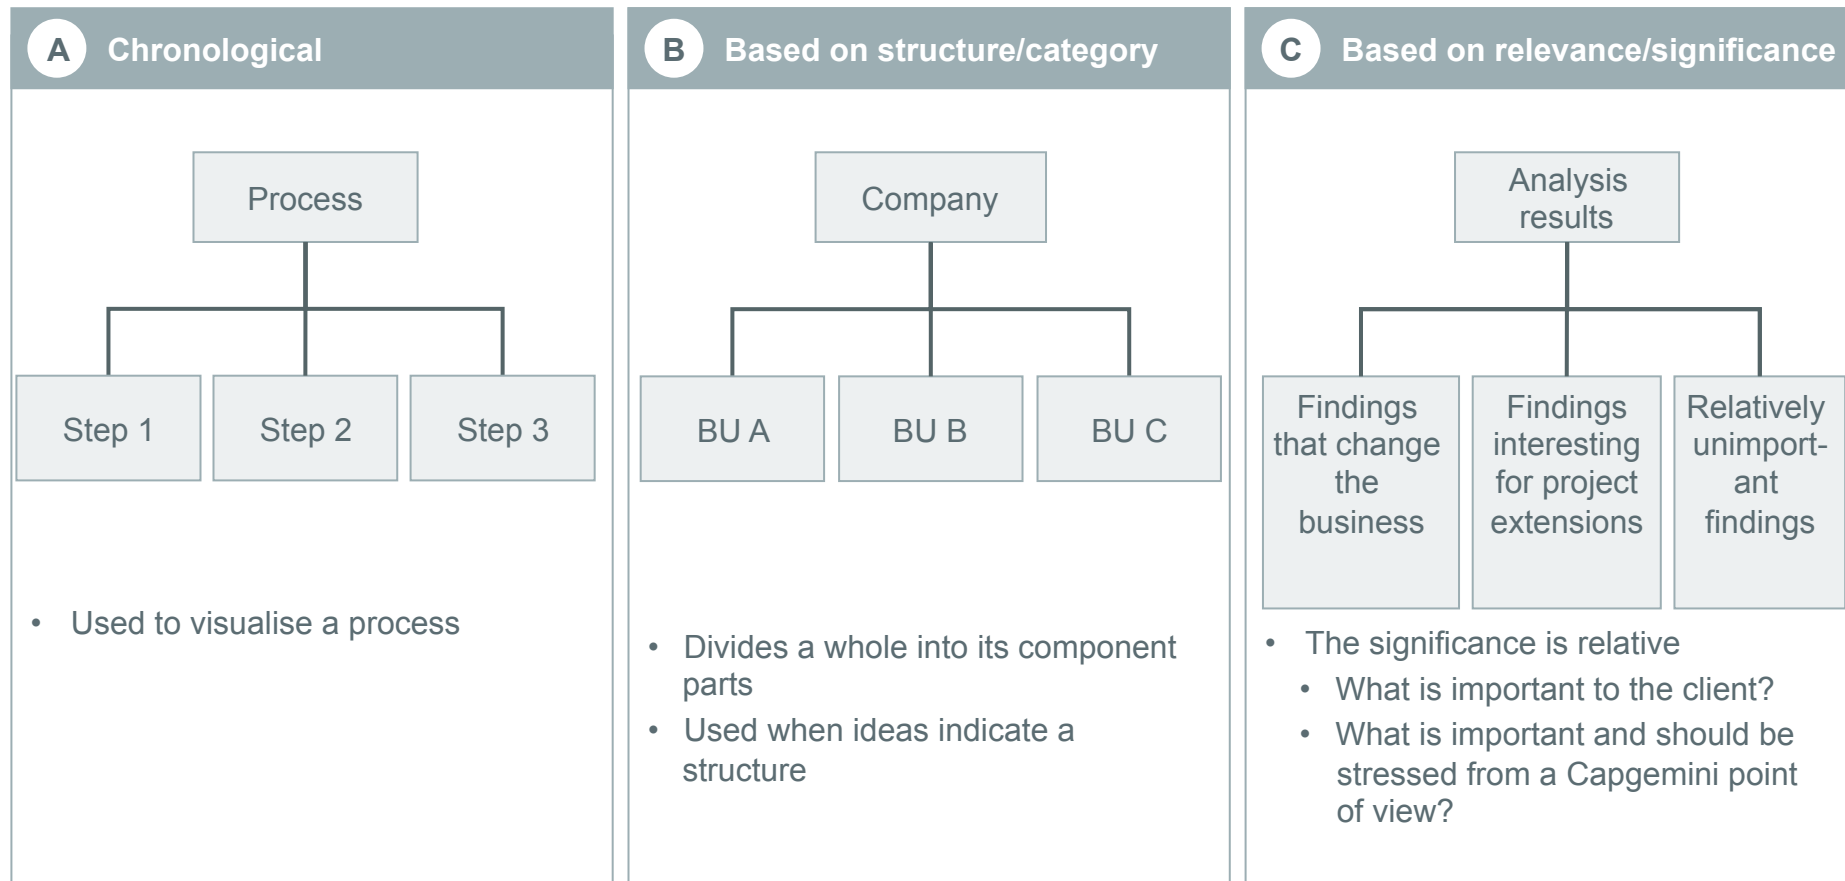 A Chronological
Process
Step 1 Step 2 Step 3
• Used to visualise a process
B Based on structure/category
Company
BU A BU B BU C
• Divides a whole into its component
parts
• Used when ideas indicate a
structure
C Based on relevance/significance
Analysis
results
Findings
that change
the
business
Findings
interesting
for project
extensions
Relatively
unimport-
ant
findings
• The significance is relative
• What is important to the client?
• What is important and should be
stressed from a Capgemini point
of view?